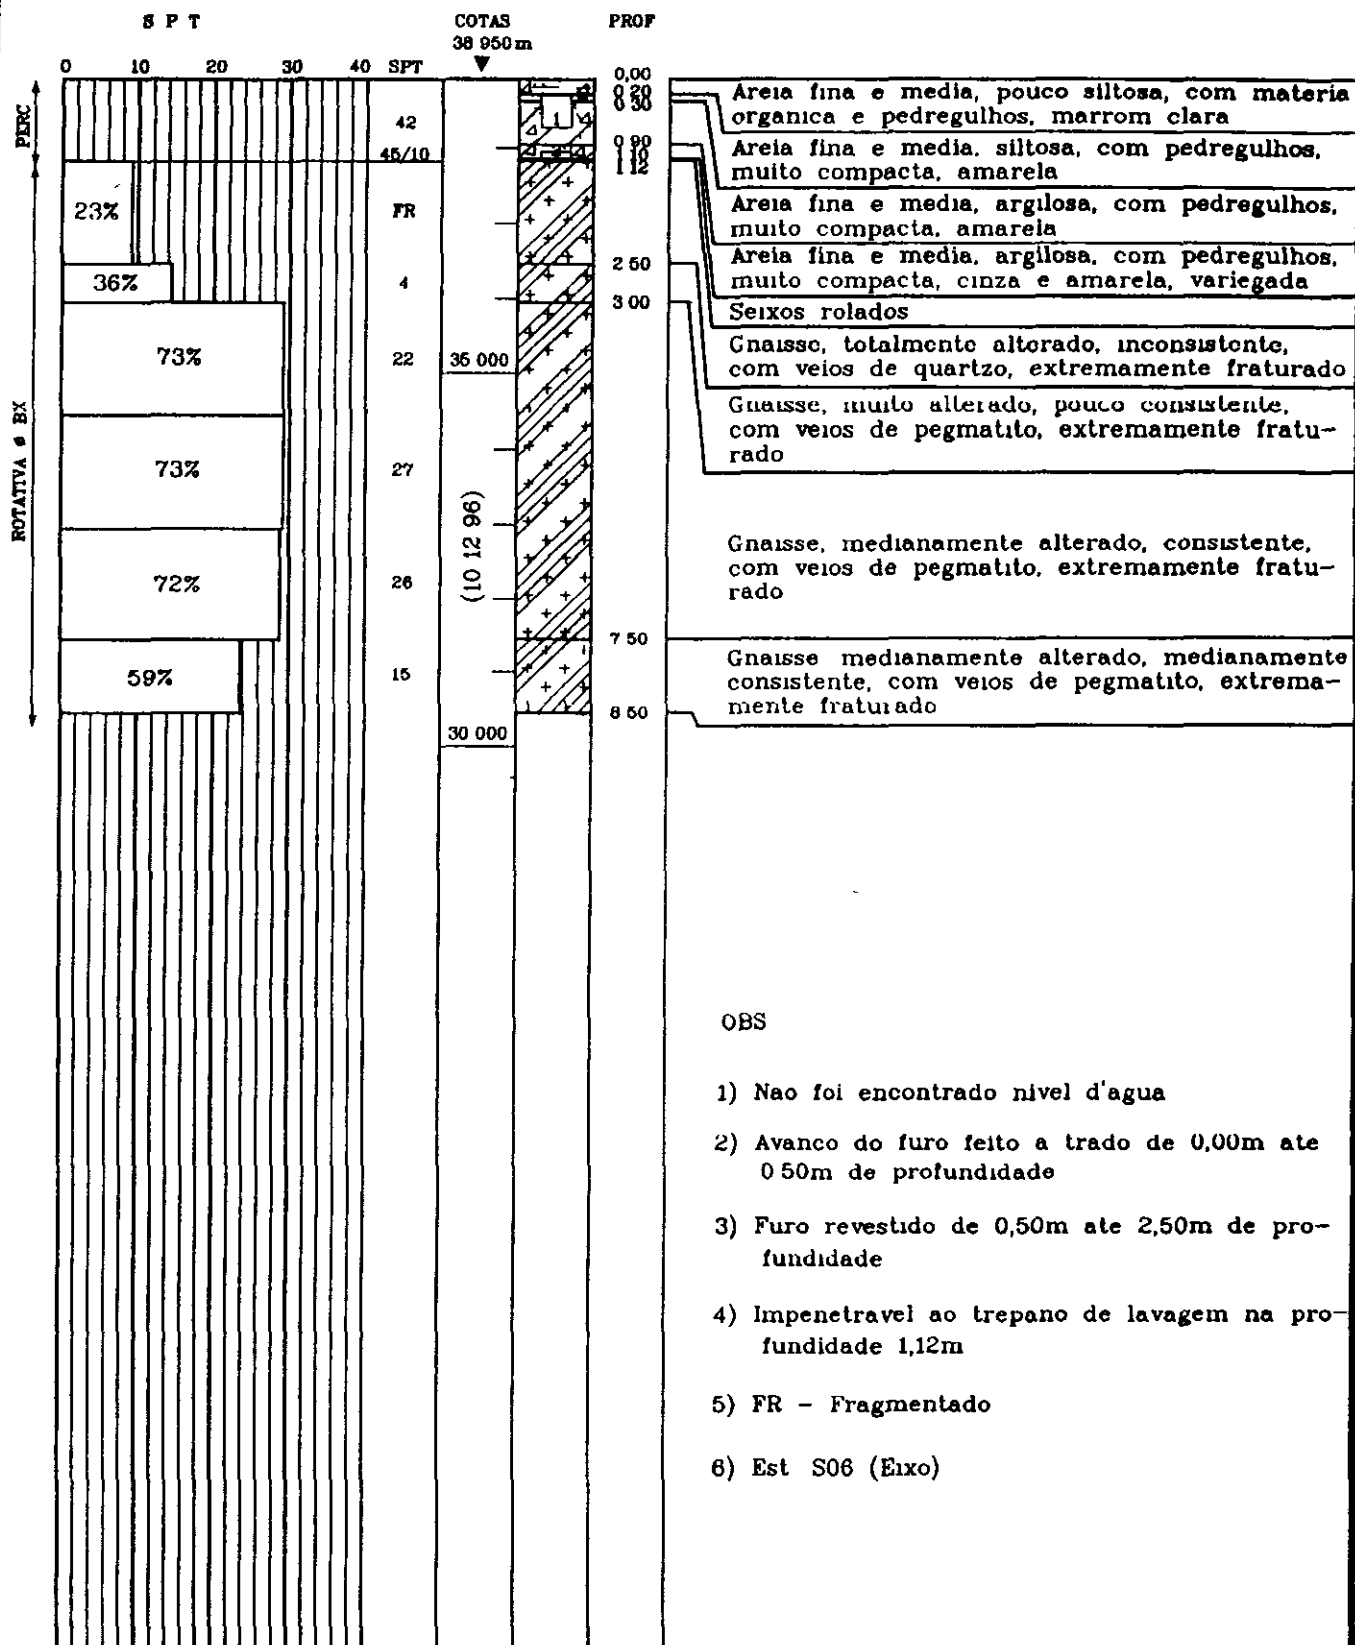 S P T
COTAS
38 950 m
PROF
0 10 20 30 40 SPT
PERC
42
45/10
23%
FR
36%
4
73%
22
35 000
73%
27
ROTATIVA ø BX
(10 12 96)
72%
26
59%
15
30 000
0,00
0 20
0 30
0 90
1 10
1 12
2 50
3 00
7 50
8 50
Areia fina e media, pouco siltosa, com materia
organica e pedregulhos, marrom clara
Areia fina e media, siltosa, com pedregulhos,
muito compacta, amarela
Areia fina e media, argilosa, com pedregulhos,
muito compacta, amarela
Areia fina e media, argilosa, com pedregulhos,
muito compacta, cinza e amarela, variegada
Seixos rolados
Gnaisse, totalmente alterado, inconsistente,
com veios de quartzo, extremamente fraturado
Gnaisse, muito alterado, pouco consistente,
com veios de pegmatito, extremamente fratu-
rado
Gnaisse, medianamente alterado, consistente,
com veios de pegmatito, extremamente fratu-
rado
Gnaisse medianamente alterado, medianamente
consistente, com veios de pegmatito, extrema-
mente fraturado
OBS
1) Nao foi encontrado nivel d'agua
2) Avanco do furo feito a trado de 0,00m ate
0 50m de profundidade
3) Furo revestido de 0,50m ate 2,50m de pro-
fundidade
4) Impenetravel ao trepano de lavagem na pro-
fundidade 1,12m
5) FR - Fragmentado
6) Est S06 (Eixo)